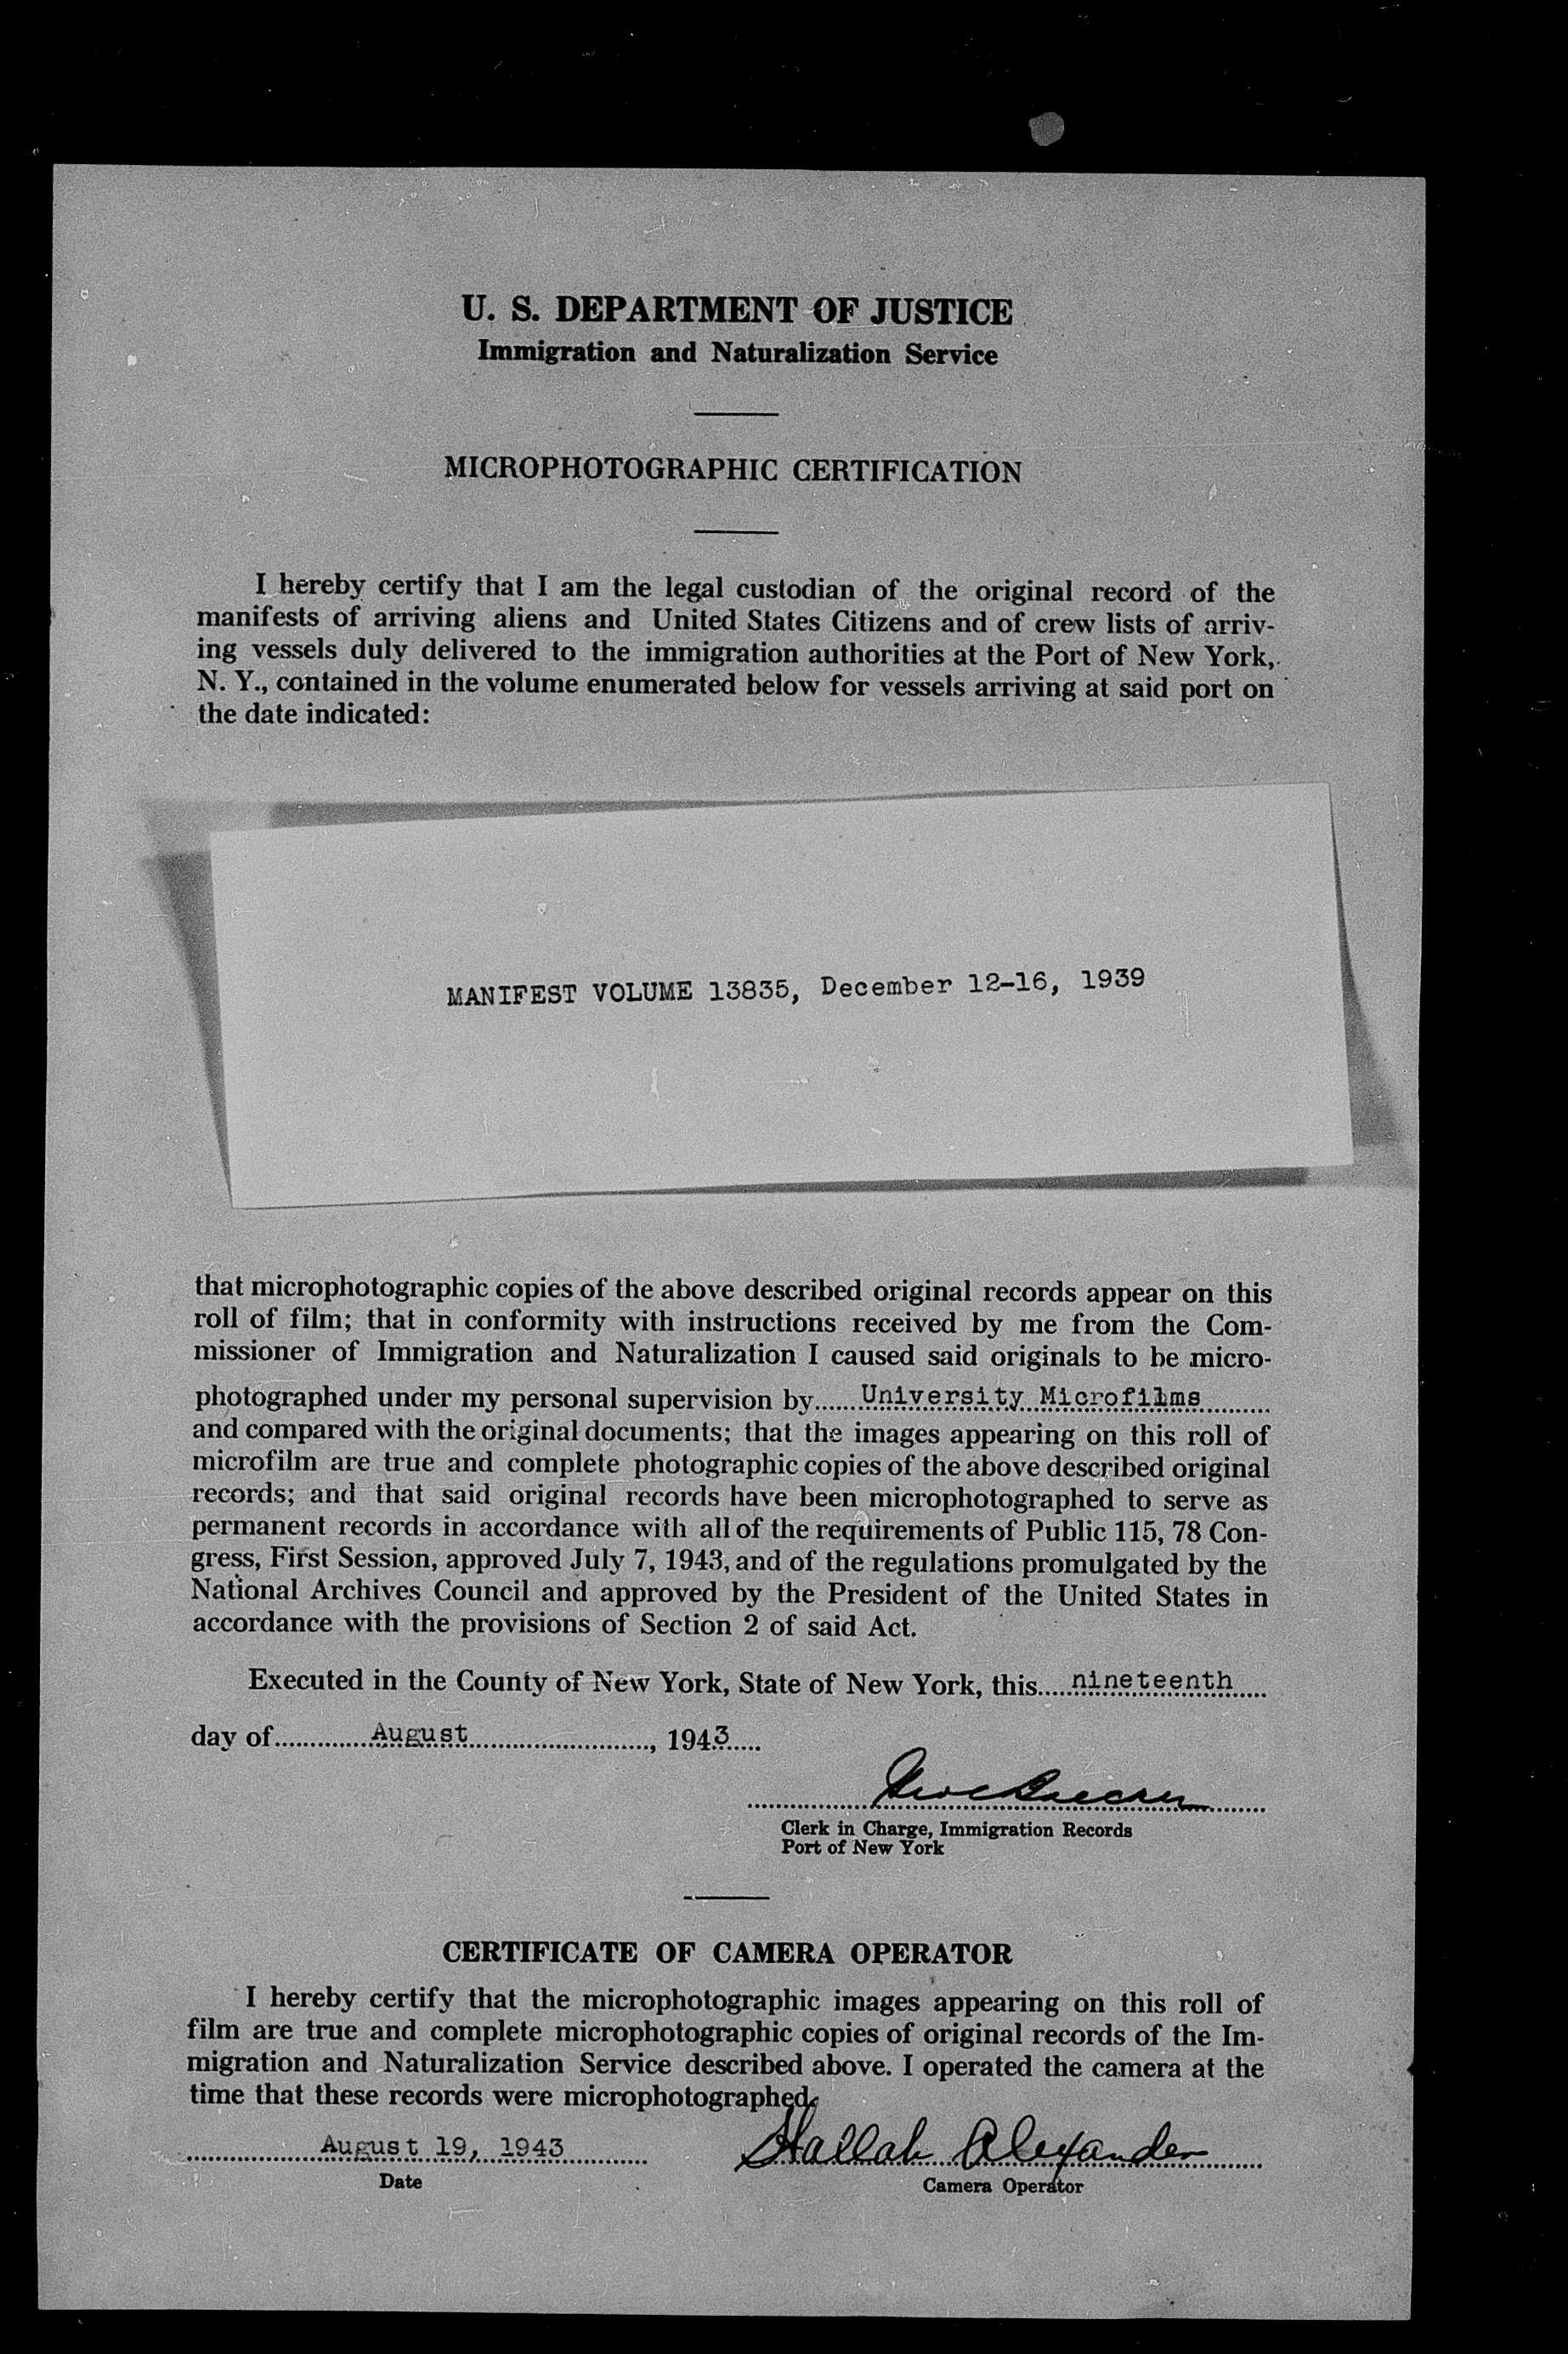 U. S. DEPARTMENT OF JUSTICE
Immigration and Naturalization Service
MICROPHOTOGRAPHIC CERTIFICATION
I hereby certify that I am the legal custodian of the original record of the
manifests of arriving aliens and United States Citizens and of crew lists of arriv-
ing vessels duly delivered to the immigration authorities at the Port of New York,
N. Y., contained in the volume enumerated below for vessels arriving at said port on
the date indicated:
MANIFEST VOLUME 13835, December 12-16, 1939
that microphotographic copies of the above described original records appear on this
roll of film; that in conformity with instructions received by me from the Com-
missioner of Immigration and Naturalization I caused said originals to be micro-
photographed under my personal supervision by......University Microfilms..........
and compared with the original documents; that the images appearing on this roll of
microfilm are true and complete photographic copies of the above described original
records; and that said original records have been microphotographed to serve as
permanent records in accordance with all of the requirements of Public 115, 78 Con-
gress, First Session, approved July 7, 1943, and of the regulations promulgated by the
National Archives Council and approved by the President of the United States in
accordance with the provisions of Section 2 of said Act.
Executed in the County of New York, State of New York, this.....nineteenth.....
day of..............August..............................., 1943.....
Clerk in Charge, Immigration Records
Port of New York
CERTIFICATE OF CAMERA OPERATOR
I hereby certify that the microphotographic images appearing on this roll of
film are true and complete microphotographic copies of original records of the Im-
migration and Naturalization Service described above. I operated the camera at the
time that these records were microphotographed.
August 19, 1943 Hallah Alexander
Date Camera Operator